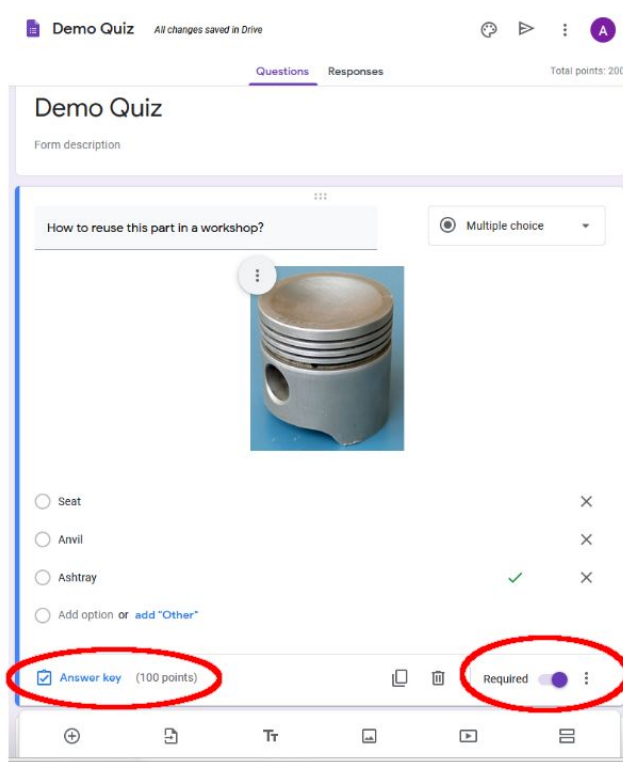 Demo Quiz All changes saved in Drive A
Questions Responses Total points: 200
Demo Quiz
Form description
How to reuse this part in a workshop? Multiple choice
Seat
Anvil
Ashtray
Add option or add "Other"
Answer key (100 points) Required
Tт